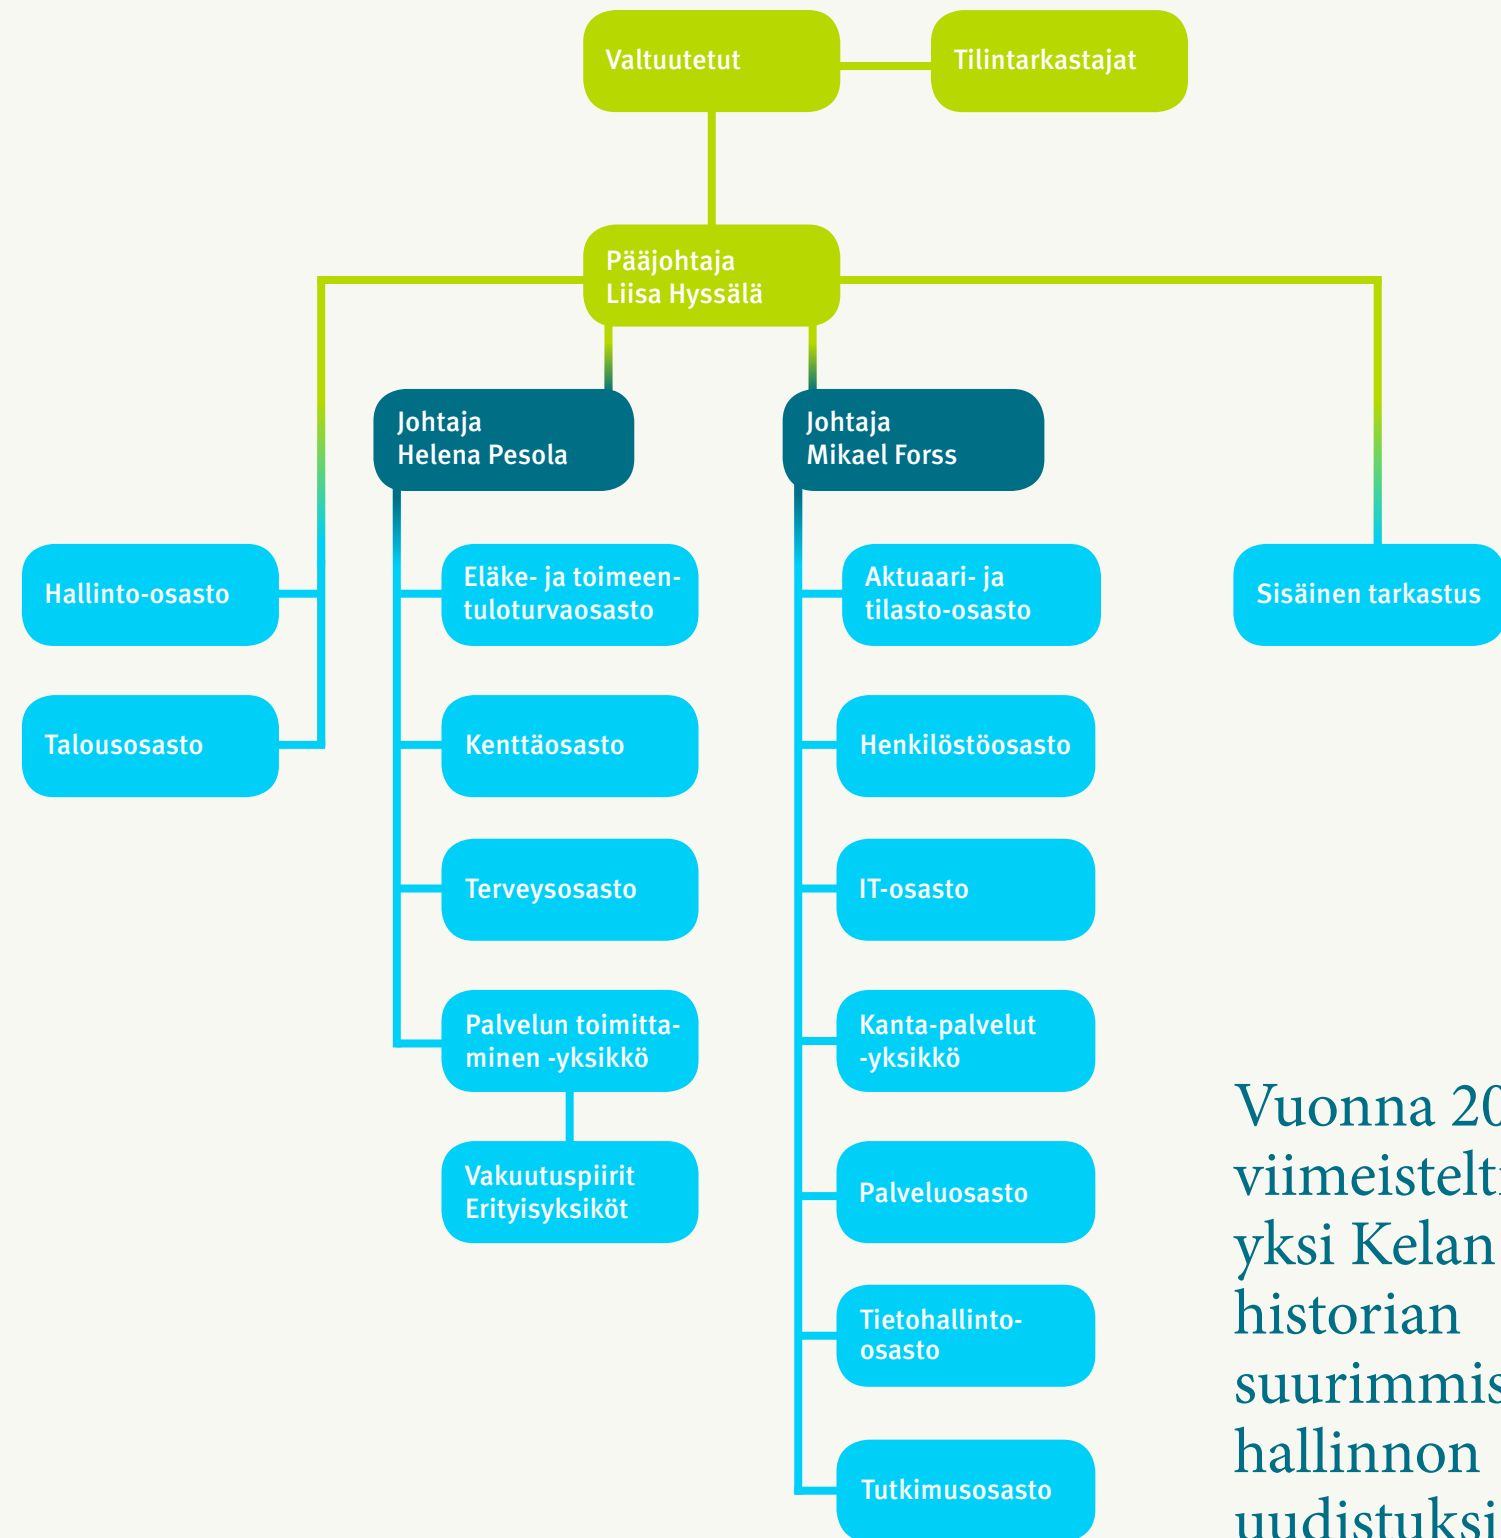 Valtuutetut
Tilintarkastajat
Pääjohtaja
Liisa Hyssälä
Johtaja
Helena Pesola
Johtaja
Mikael Forss
Hallinto-osasto
Talousosasto
Eläke- ja toimeen-
tuloturvaosasto
Kenttäosasto
Terveysosasto
Palvelun toimitta-
minen -yksikkö
Vakuutuspiirit
Erityisyksiköt
Aktuaari- ja
tilasto-osasto
Henkilöstöosasto
IT-osasto
Kanta-palvelut
-yksikkö
Palveluosasto
Tietohallinto-
osasto
Tutkimusosasto
Sisäinen tarkastus
Vuonna
yksi Kelan
historian
hallinnon